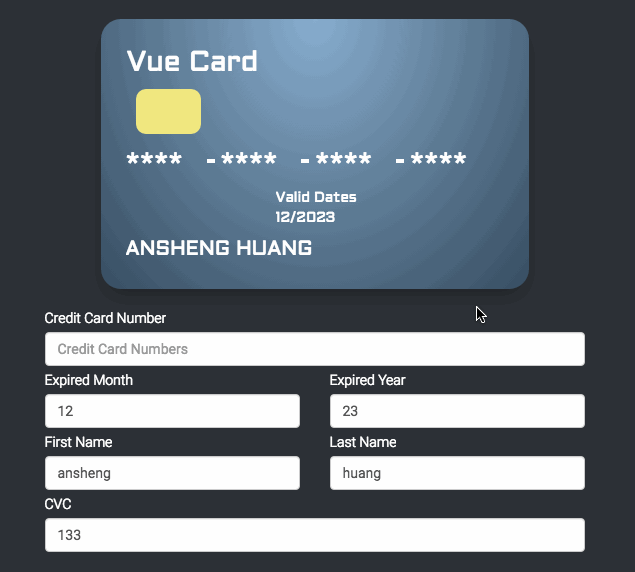 Vue Card
**** -**** -**** -****
Valid Dates
12/2023
ANSHENG HUANG
Credit Card Number
Credit Card Numbers
Expired Month Expired Year
12 23
First Name Last Name
ansheng huang
CVC
133